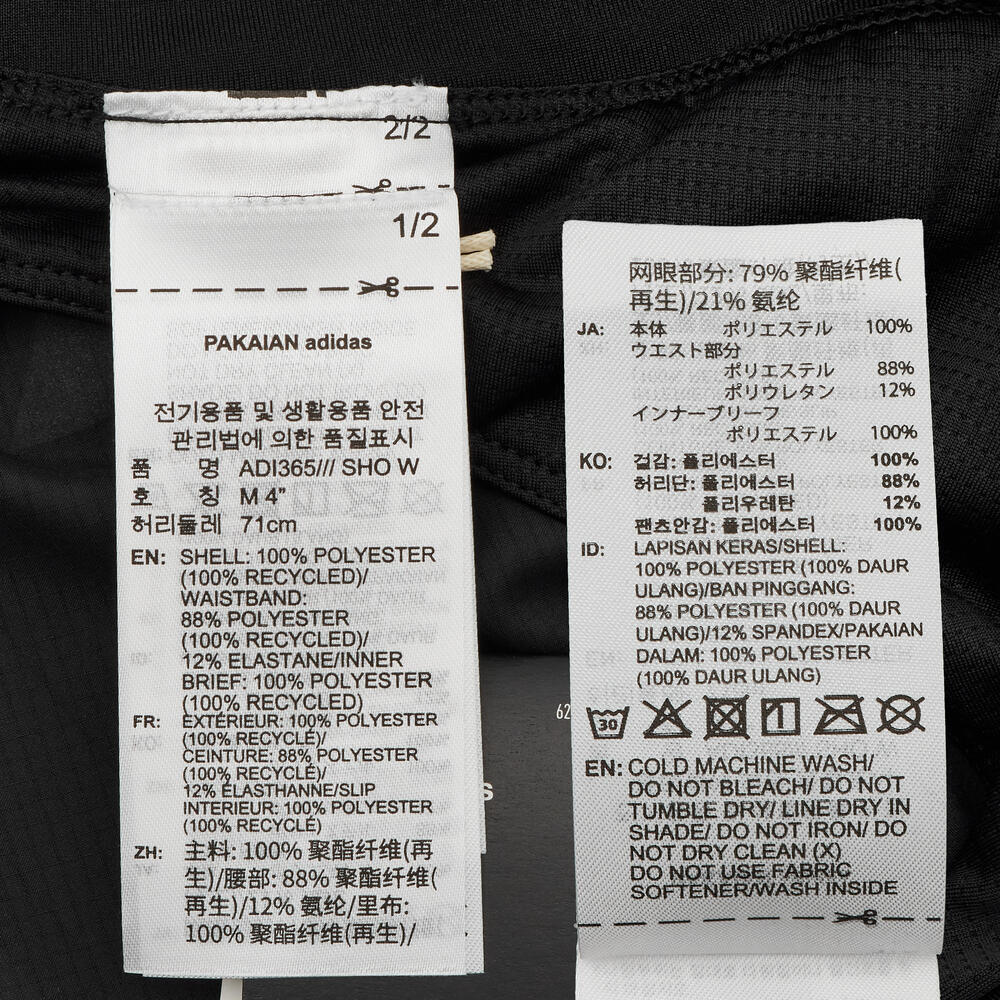 2/2
1/2
PAKAIAN adidas
전기용품 및 생활용품 안전
관리법에 의한 품질표시
품 명 ADI365/// SHO W
호 칭 M 4"
허리둘레 71cm
EN: SHELL: 100% POLYESTER
(100% RECYCLED)/
WAISTBAND:
88% POLYESTER
(100% RECYCLED)/
12% ELASTANE/INNER
BRIEF: 100% POLYESTER
(100% RECYCLED)
FR: EXTÉRIEUR: 100% POLYESTER
(100% RECYCLÉ)/
CEINTURE: 88% POLYESTER
(100% RECYCLÉ)/
12% ÉLASTHANNE/SLIP
INTERIEUR: 100% POLYESTER
(100% RECYCLÉ)
ZH: 主料: 100% 聚酯纤维(再
生)/腰部: 88% 聚酯纤维(
再生)/12% 氨纶/里布:
100% 聚酯纤维(再生)/
网眼部分: 79% 聚酯纤维(
再生)/21% 氨纶
JA: 本体 ポリエステル 100%
ウエスト部分
ポリエステル 88%
ポリウレタン 12%
インナーブリーフ
ポリエステル 100%
KO: 겉감: 폴리에스터 100%
허리단: 폴리에스터 88%
폴리우레탄 12%
팬츠안감: 폴리에스터 100%
ID: LAPISAN KERAS/SHELL:
100% POLYESTER (100% DAUR
ULANG)/BAN PINGGANG:
88% POLYESTER (100% DAUR
ULANG)/12% SPANDEX/PAKAIAN
DALAM: 100% POLYESTER
(100% DAUR ULANG)
30
EN: COLD MACHINE WASH/
DO NOT BLEACH/ DO NOT
TUMBLE DRY/ LINE DRY IN
SHADE/ DO NOT IRON/ DO
NOT DRY CLEAN (X)
DO NOT USE FABRIC
SOFTENER/WASH INSIDE
62
s